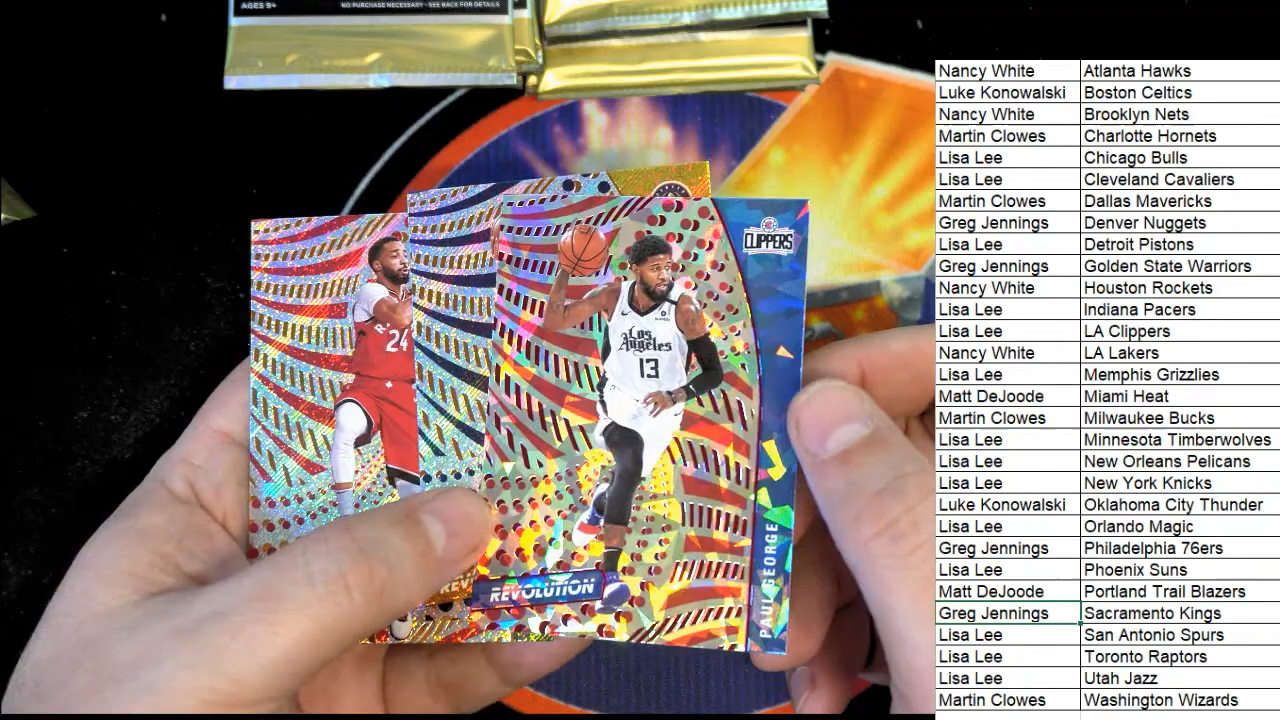 AGES 9+
NO PURCHASE NECESSARY - SEE BACK FOR DETAILS
CLIPPERS
24
Los
Angeles
13
REV
REVOLUTION
PAUL GEORGE
Nancy White Atlanta Hawks
Luke Konowalski Boston Celtics
Nancy White Brooklyn Nets
Martin Clowes Charlotte Hornets
Lisa Lee Chicago Bulls
Lisa Lee Cleveland Cavaliers
Martin Clowes Dallas Mavericks
Greg Jennings Denver Nuggets
Lisa Lee Detroit Pistons
Greg Jennings Golden State Warriors
Nancy White Houston Rockets
Lisa Lee Indiana Pacers
Lisa Lee LA Clippers
Nancy White LA Lakers
Lisa Lee Memphis Grizzlies
Matt DeJoode Miami Heat
Martin Clowes Milwaukee Bucks
Lisa Lee Minnesota Timberwolves
Lisa Lee New Orleans Pelicans
Lisa Lee New York Knicks
Luke Konowalski Oklahoma City Thunder
Lisa Lee Orlando Magic
Greg Jennings Philadelphia 76ers
Lisa Lee Phoenix Suns
Matt DeJoode Portland Trail Blazers
Greg Jennings Sacramento Kings
Lisa Lee San Antonio Spurs
Lisa Lee Toronto Raptors
Lisa Lee Utah Jazz
Martin Clowes Washington Wizards